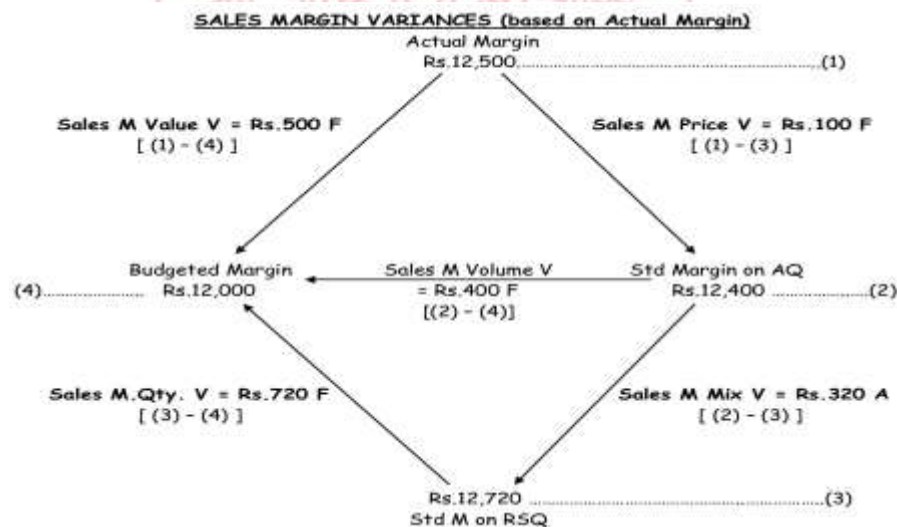 SALES MARGIN VARIANCES (based on Actual Margin)
Actual Margin
Rs.12,500..........................................................(1)
Sales M Value V = Rs.500 F
[ (1) - (4) ]
Sales M Price V = Rs.100 F
[ (1) - (3) ]
Budgeted Margin
(4)...................... Rs.12,000
Sales M Volume V
= Rs.400 F
[(2) - (4)]
Std Margin on AQ
Rs.12,400 .....................(2)
Sales M.Qty. V = Rs.720 F
[ (3) - (4) ]
Sales M Mix V = Rs.320 A
[ (2) - (3) ]
Rs.12,720 ..................................................(3)
Std M on RSQ